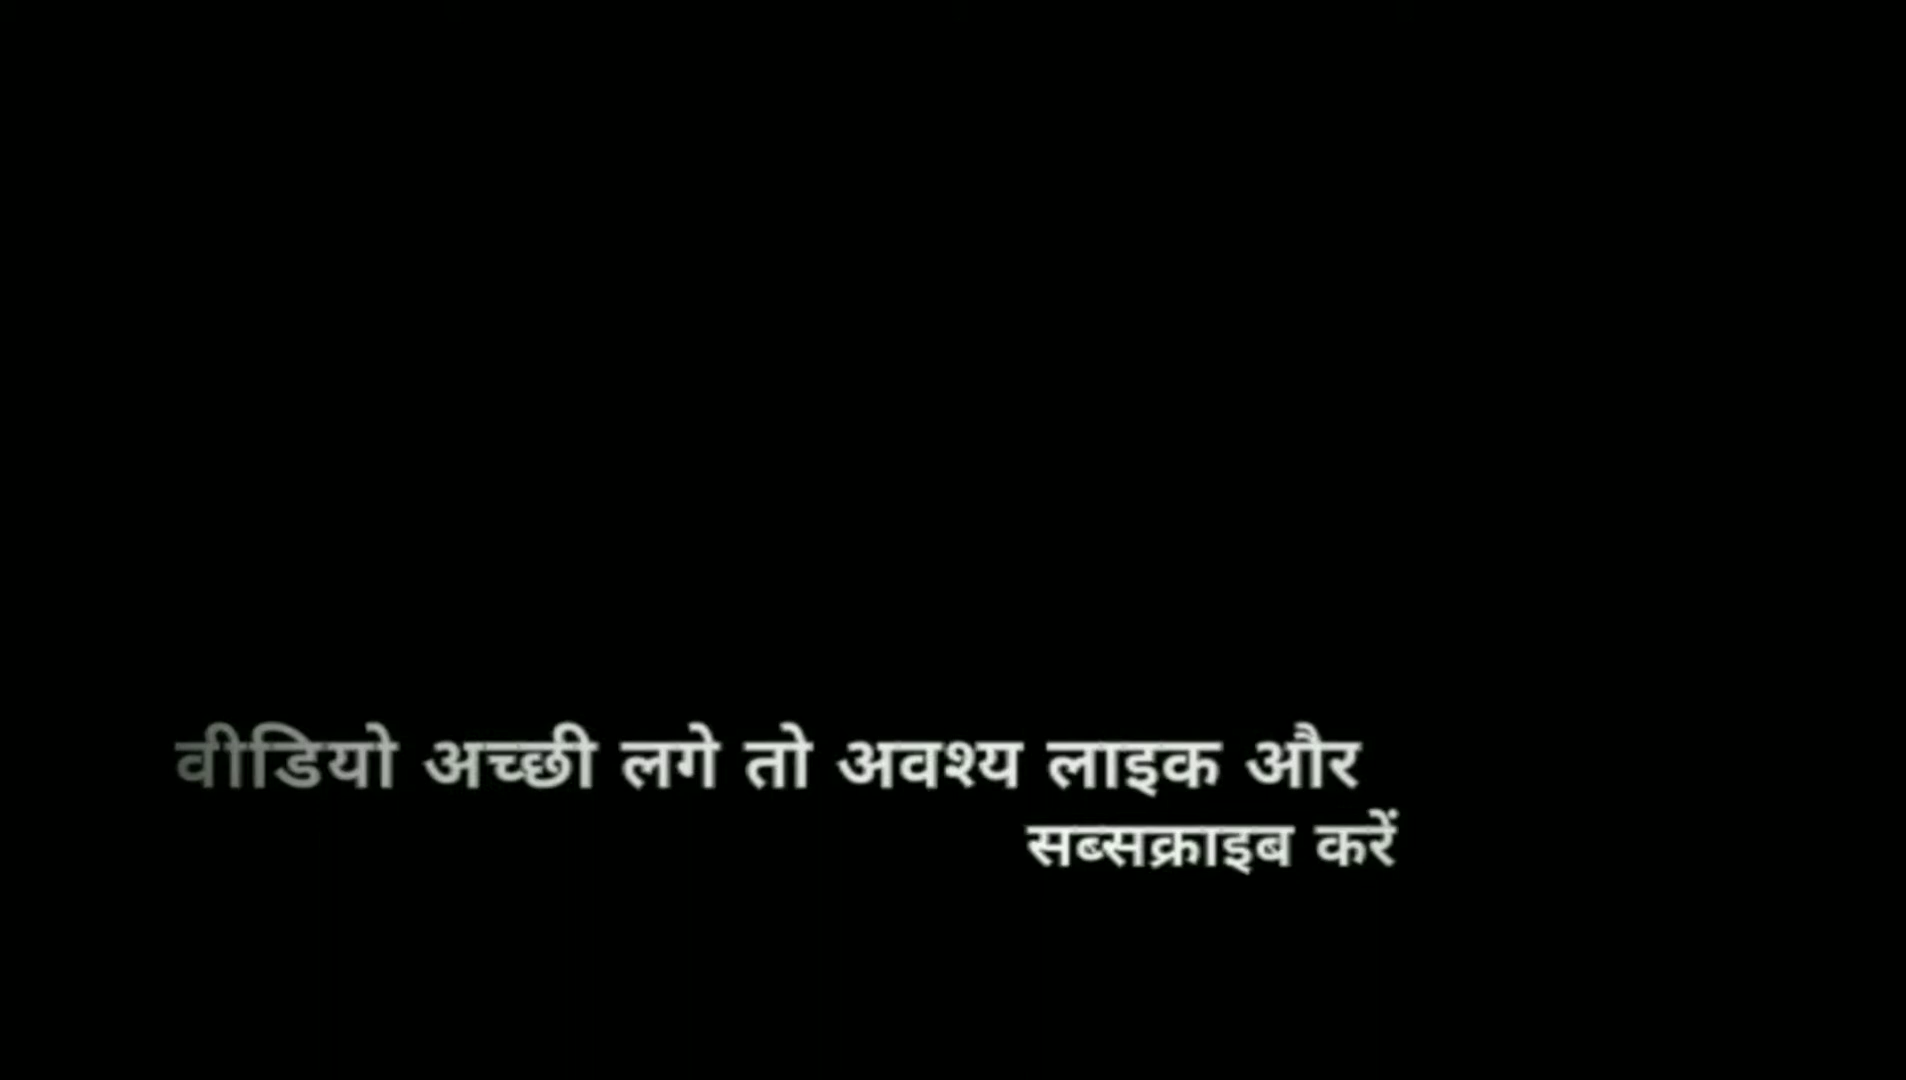 वीडियो अच्छी लगे तो अवश्य लाइक और
सब्सक्राइब करें